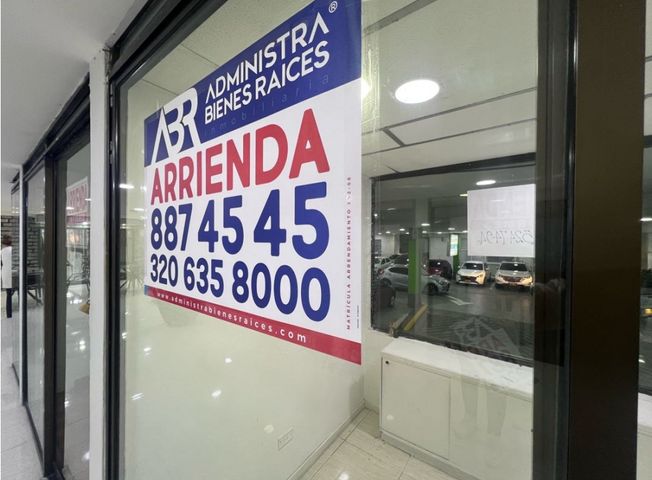 ADMINISTRA ®
BIENES RAICES
ABR
inmobiliaria
ARRIENDA
887 45 45
320 635 8000
www.administrabienesraices.com